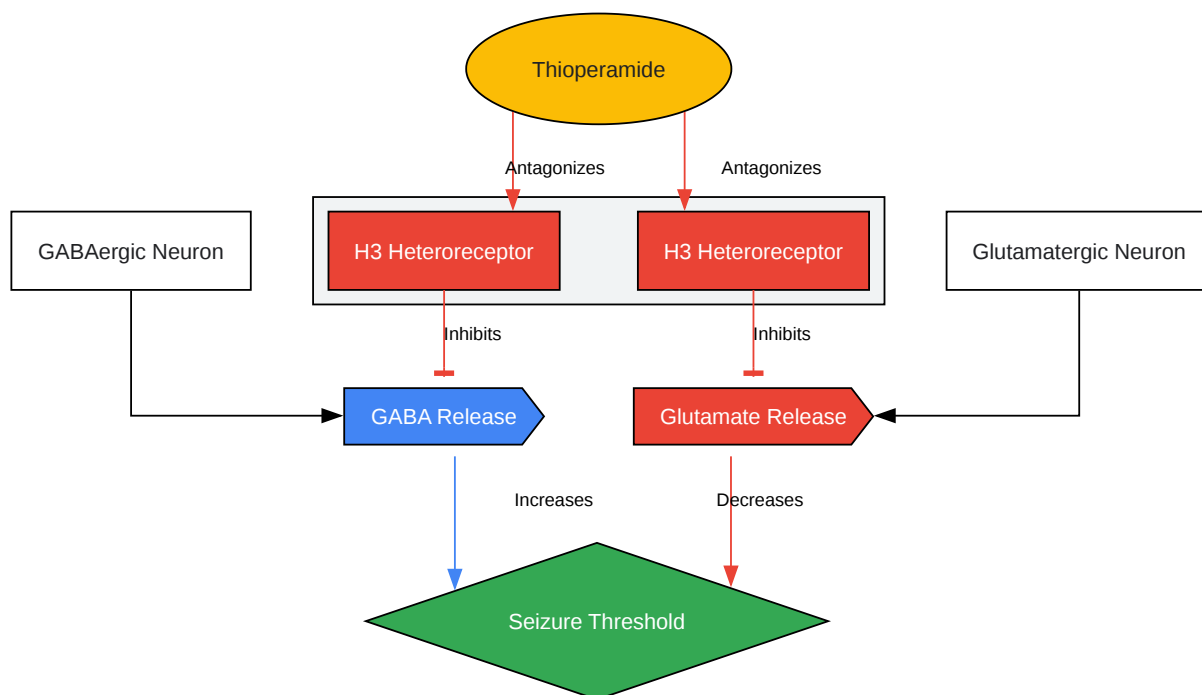 Thioperamide
Antagonizes
Antagonizes
GABAergic Neuron
H3 Heteroreceptor
H3 Heteroreceptor
Glutamatergic Neuron
Inhibits
Inhibits
GABA Release
Glutamate Release
Increases
Decreases
Seizure Threshold